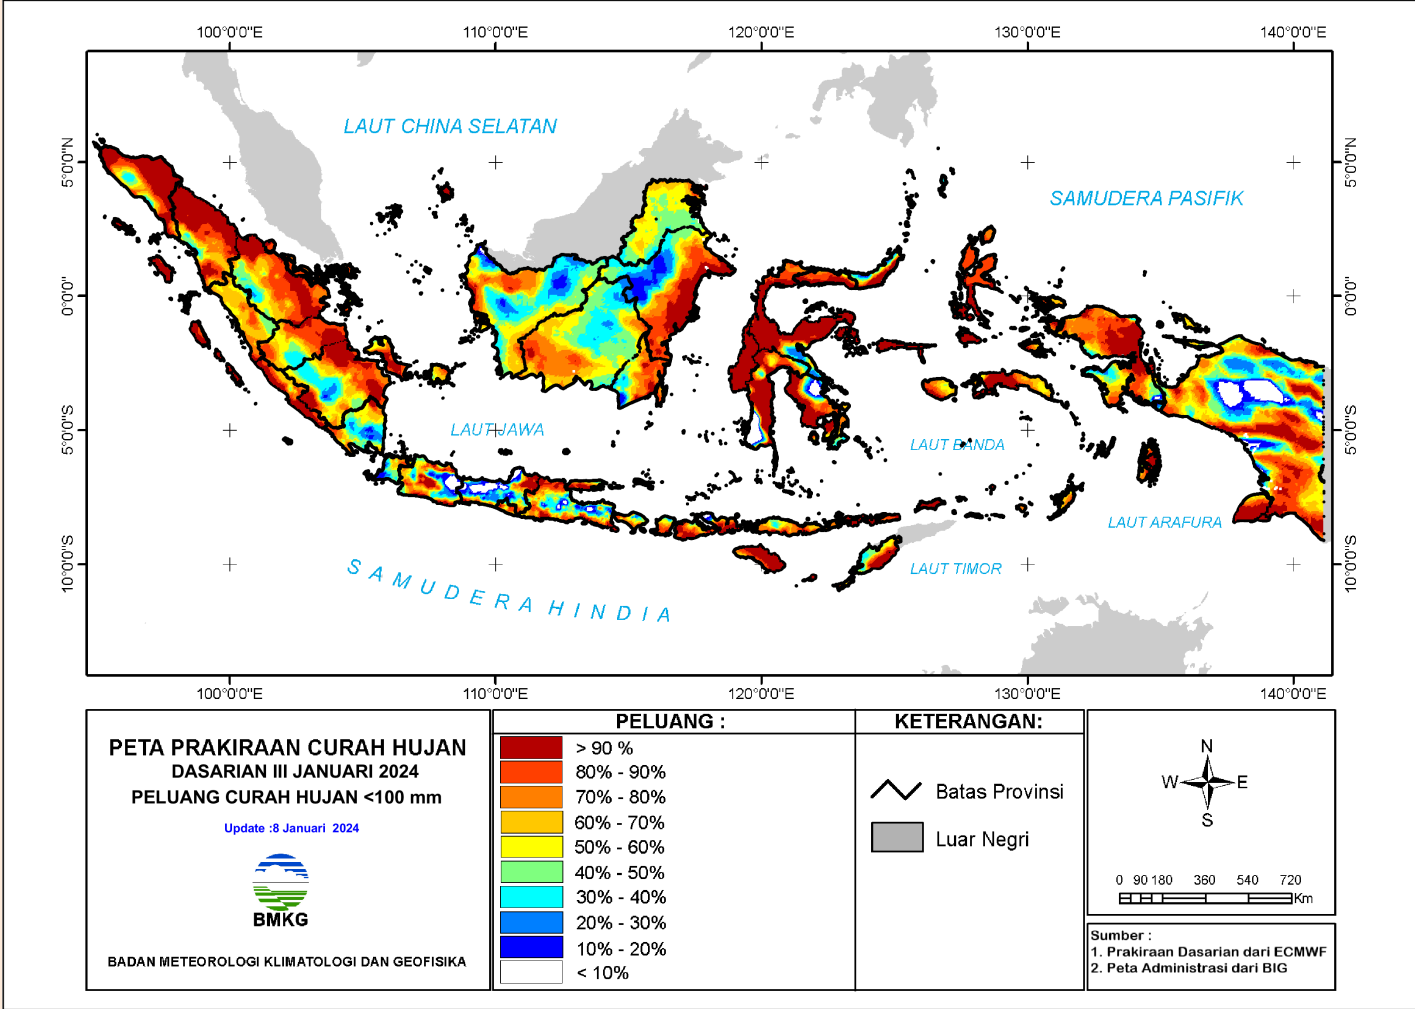 100°0'0"E 110°0'0"E 120°0'0"E 130°0'0"E 140°0'0"E
5°0'0"N 5°0'0"N
0°0'0" 0°0'0"
5°0'0"S 5°0'0"S
10°0'0"S 10°0'0"S
LAUT CHINA SELATAN
SAMUDERA PASIFIK
LAUT JAWA
LAUT BANDA
LAUT ARAFURA
LAUT TIMOR
SAMUDERA HINDIA
100°0'0"E 110°0'0"E 120°0'0"E 130°0'0"E 140°0'0"E
PETA PRAKIRAAN CURAH HUJAN
DASARIAN III JANUARI 2024
PELUANG CURAH HUJAN <100 mm
Update :8 Januari 2024
BMKG
BADAN METEOROLOGI KLIMATOLOGI DAN GEOFISIKA
PELUANG :
> 90 %
80% - 90%
70% - 80%
60% - 70%
50% - 60%
40% - 50%
30% - 40%
20% - 30%
10% - 20%
< 10%
KETERANGAN:
Batas Provinsi
Luar Negri
N
W E
S
0 90 180 360 540 720
Km
Sumber :
1. Prakiraan Dasarian dari ECMWF
2. Peta Administrasi dari BIG